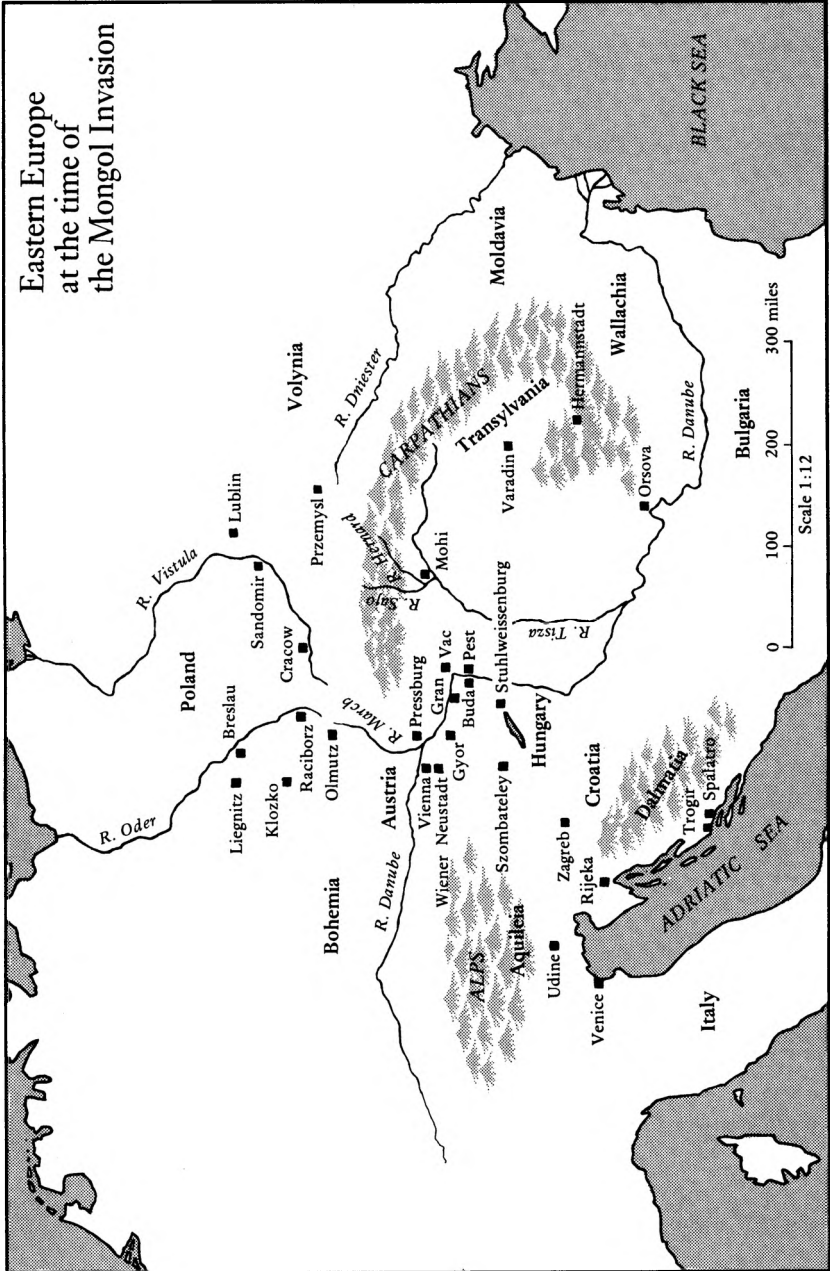 Eastern Europe
at the time of
the Mongol Invasion
BLACK SEA
Moldavia
Volynia
R. Dniester
Wallachia
CARPATHIANS
Transylvania
Hermannstadt
Varadin
Orsova
R. Danube
Bulgaria
0 100 200 300 miles
Scale 1:12
Lublin
R. Vistula
Sandomir
Przemysl
Cracow
Poland
R. Hernard
R. Sajo
Mohi
R. Tisza
Breslau
Liegnitz
Klozko
Raciborz
Olmutz
R. Oder
R. March
Pressburg
Vac
Gran
Pest
Buda
Stuhlweissenburg
Gyor
Hungary
Austria
Vienna
Wiener Neustadt
Szombateley
Bohemia
R. Danube
ALPS
Aquileia
Croatia
Zagreb
Rijeka
Dalmatia
Spalatro
Trogir
ADRIATIC SEA
Udine
Venice
Italy